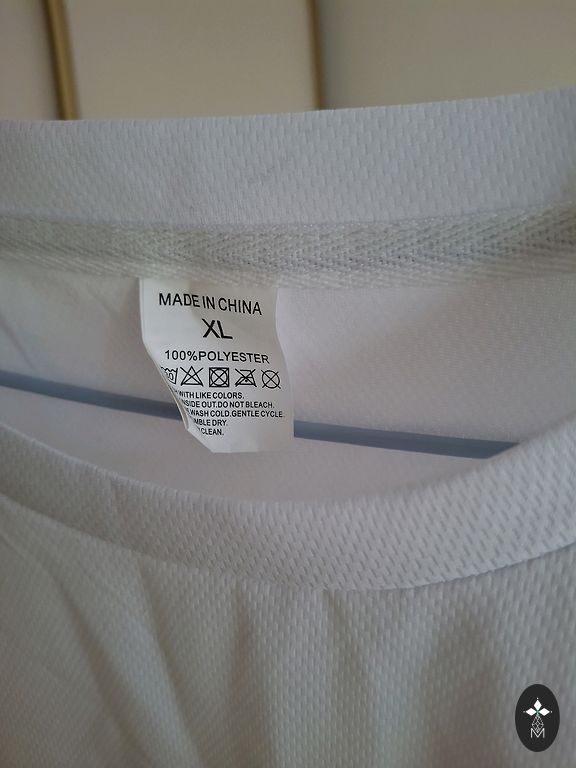 MADE IN CHINA
XL
100%POLYESTER
WITH LIKE COLORS.
INSIDE OUT.DO NOT BLEACH.
WASH COLD.GENTLE CYCLE.
DRY.
CLEAN.
M